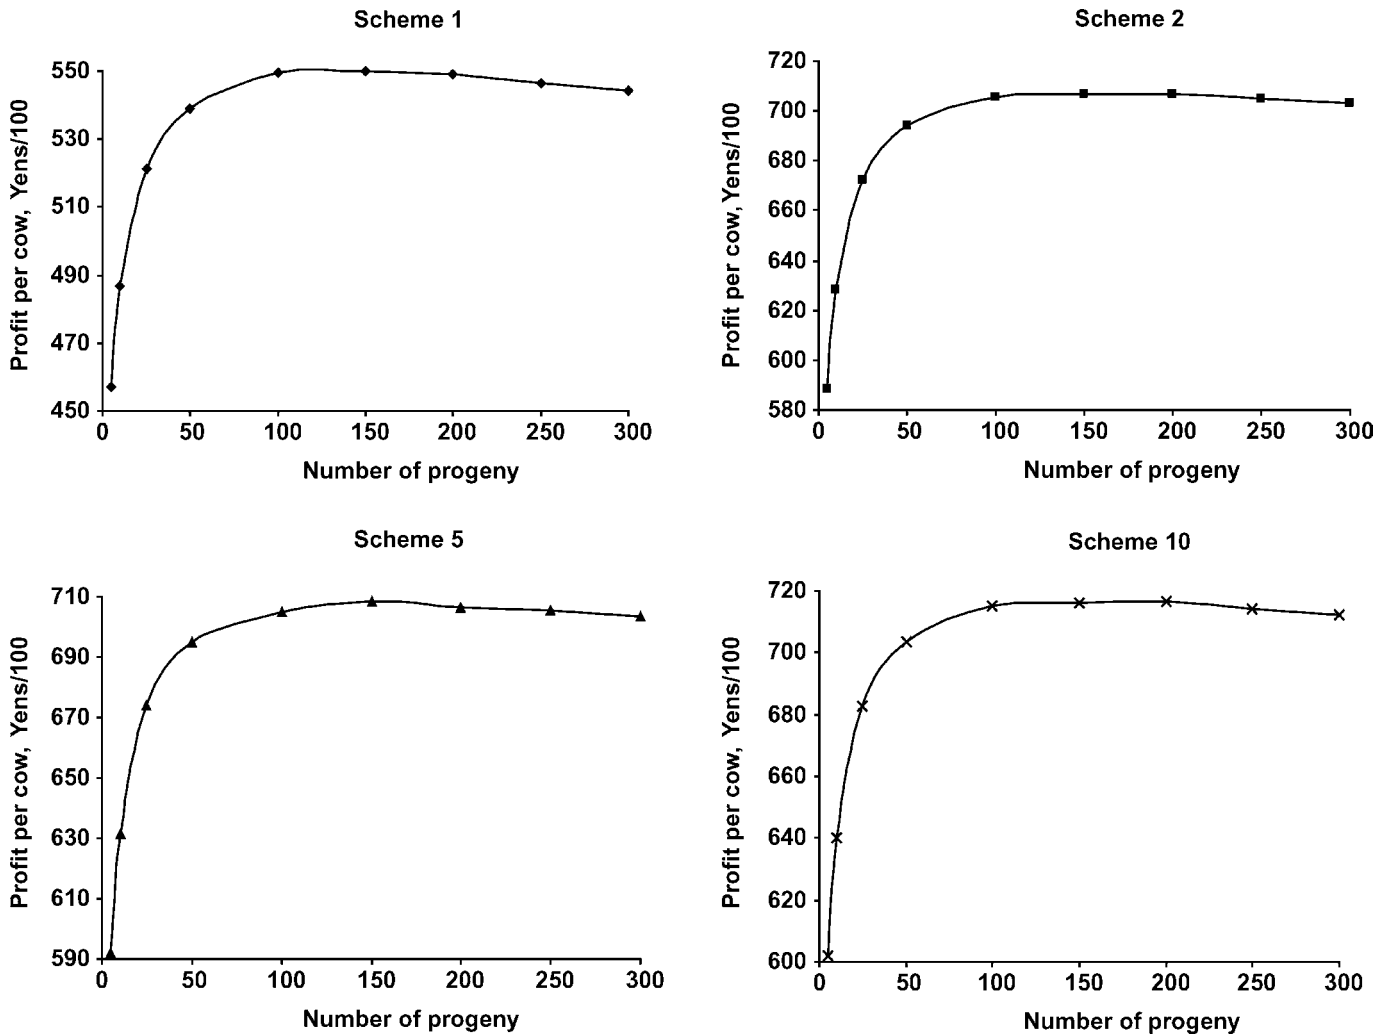 Scheme 1
Profit per cow, Yens/100
550
530
510
490
470
450
0 50 100 150 200 250 300
Number of progeny
Scheme 2
Profit per cow, Yens/100
720
700
680
660
640
620
600
580
0 50 100 150 200 250 300
Number of progeny
Scheme 5
Profit per cow, Yens/100
710
690
670
650
630
610
590
0 50 100 150 200 250 300
Number of progeny
Scheme 10
Profit per cow, Yens/100
720
700
680
660
640
620
600
0 50 100 150 200 250 300
Number of progeny